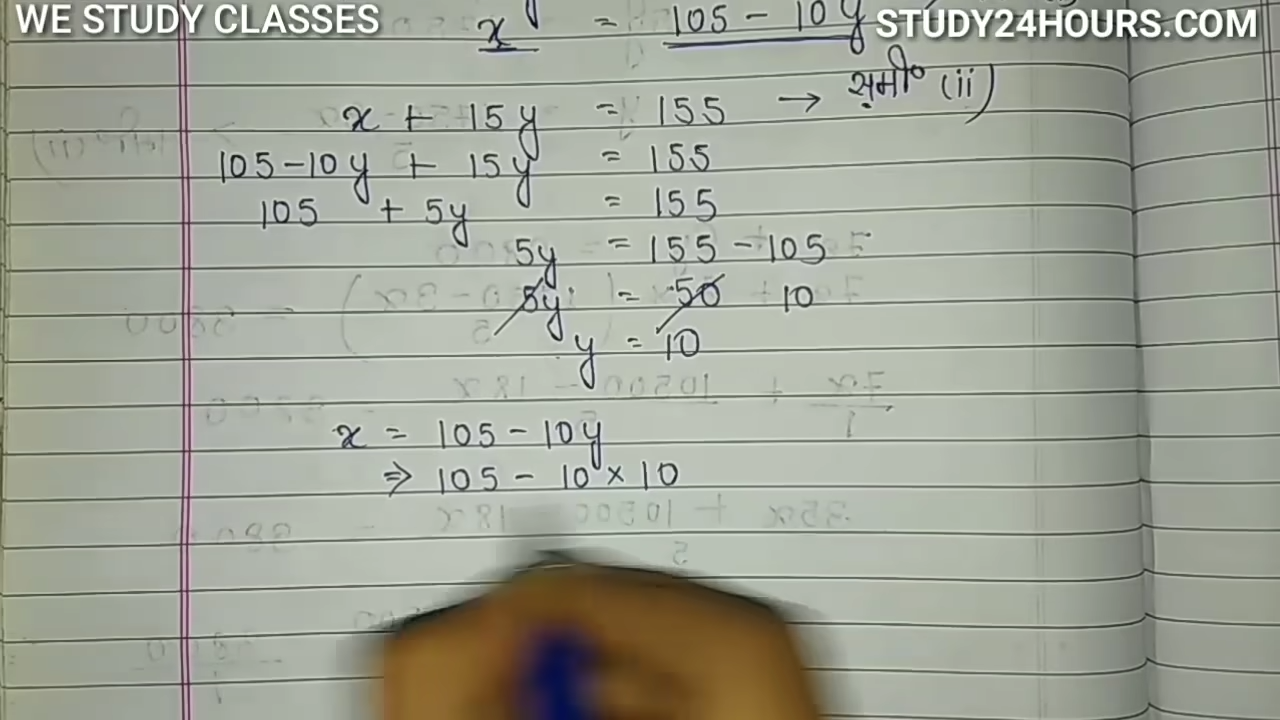 WE STUDY CLASSES
STUDY24HOURS.COM
x = 105 - 10y
x + 15y = 155 → समी० (ii)
105 - 10y + 15y = 155
105 + 5y = 155
5y = 155 - 105
5y = 50 10
y = 10
x = 105 - 10y
⇒ 105 - 10 × 10